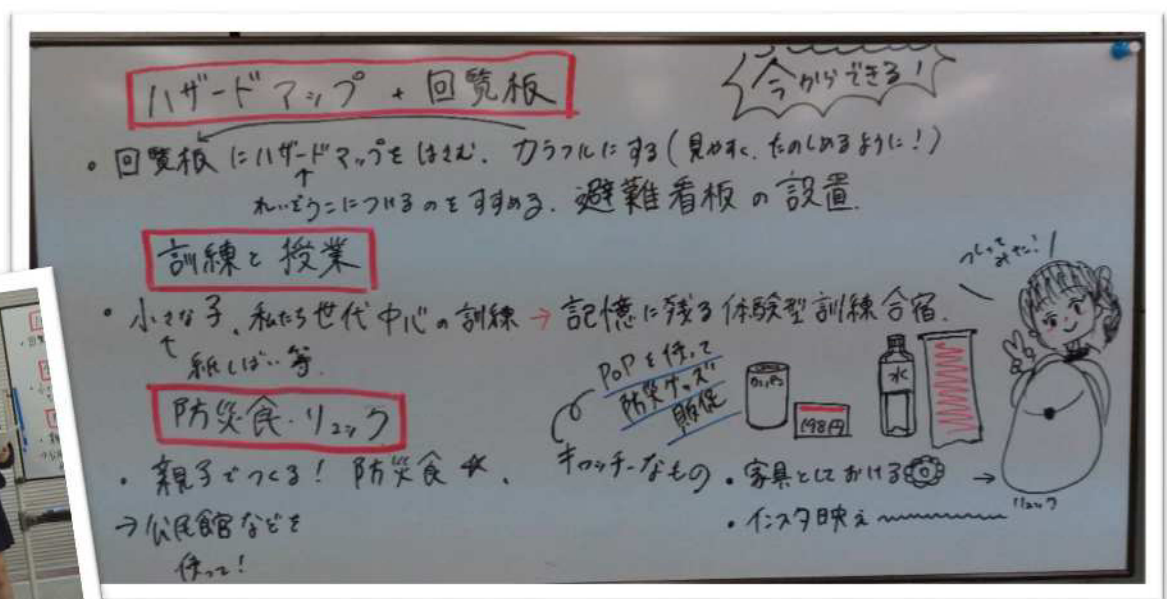 ハザードマップ + 回覧板
今からできる!
・回覧板にハザードマップをはさむ. カラフルにする(見やすく、たのしめるように!)
れいぞうこにつけるのをすすめる. 避難看板の設置.
訓練と授業
・小さな子、私たち世代中心の訓練→記憶に残る体験型訓練合宿.
紙しばい等.
つくってみた!
防災食・リュック
POPを使って
防災グッズ
販促
198円
水
・親子でつくる! 防災食☆.
キャッチーなもの
・家具としておける
→
リュック
→公民館などを
使って!
・インスタ映え